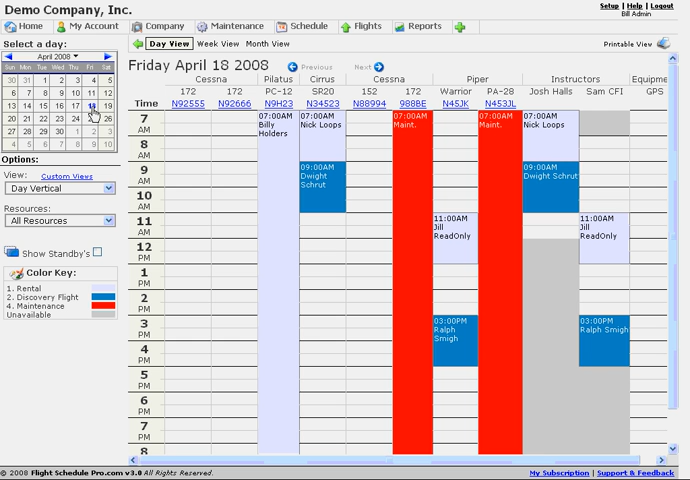 Demo Company, Inc.
Setup | Help | Logout
Bill Admin
Home My Account Company Maintenance Schedule Flights Reports
Select a day:
April 2008
Sun Mon Tue Wed Thu Fri Sat
30 31 1 2 3 4 5
6 7 8 9 10 11 12
13 14 15 16 17 18 19
20 21 22 23 24 25 26
27 28 29 30 1 2 3
4 5 6 7 8 9 10
Options:
View: Custom Views
Day Vertical
Resources:
All Resources
Show Standby's
Color Key:
1. Rental
2. Discovery Flight
4. Maintenance
Unavailable
Day View Week View Month View
Printable View
Friday April 18 2008
Previous Next
Cessna Pilatus Cirrus Cessna Piper Instructors Equipme
172 172 PC-12 SR20 152 172 Warrior PA-28 Josh Halls Sam CFI GPS
Time N92555 N92666 N9H23 N34523 N88994 988BE N45JK N453JL
7 AM
8 AM
9 AM
10 AM
11 AM
12 PM
1 PM
2 PM
3 PM
4 PM
5 PM
6 PM
7 PM
8
07:00AM
Billy
Holders
07:00AM
Nick Loops
09:00AM
Dwight
Schrut
07:00AM
Maint.
11:00AM
Jill
ReadOnly
03:00PM
Ralph
Smigh
07:00AM
Maint.
07:00AM
Nick Loops
09:00AM
Dwight Schrut
11:00AM
Jill
ReadOnly
03:00PM
Ralph Smigh
© 2008 Flight Schedule Pro.com v3.0 All Rights Reserved.
My Subscription | Support & Feedback